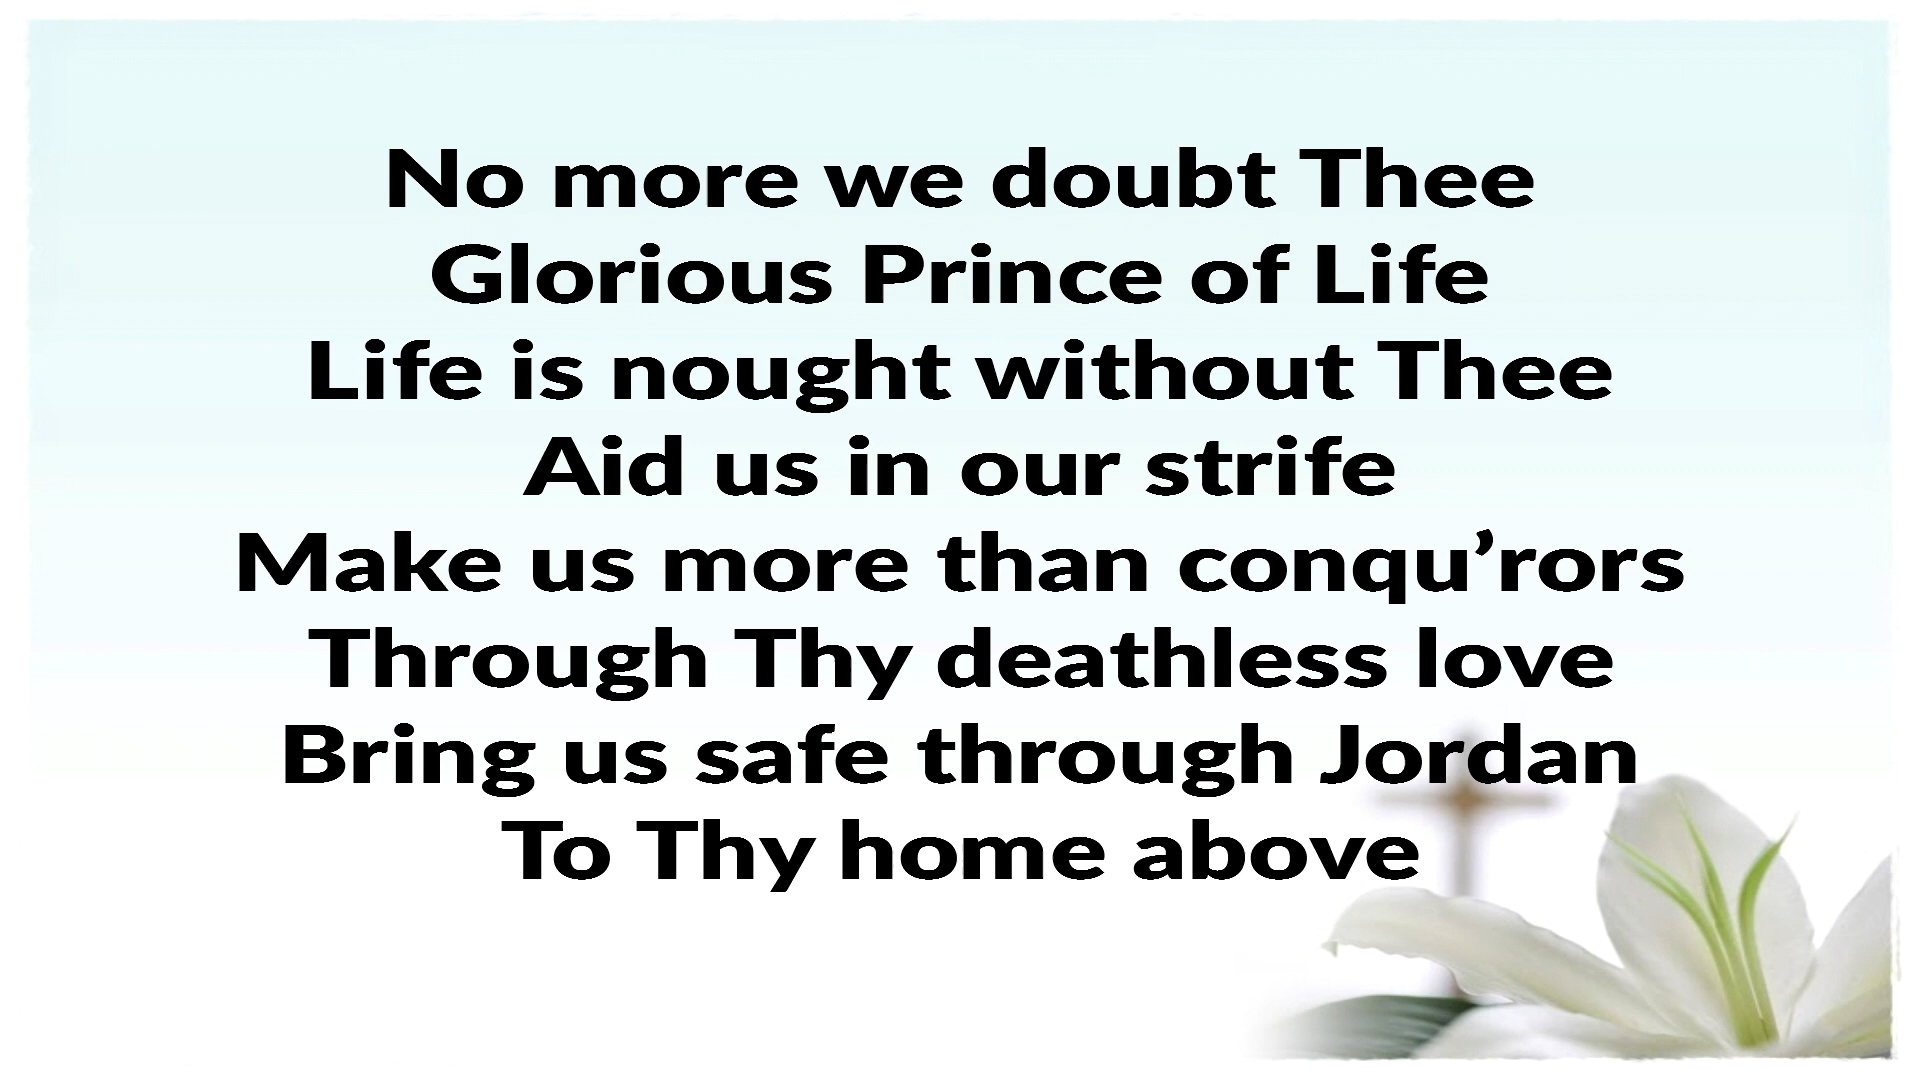 No more we doubt Thee
Glorious Prince of Life
Life is nought without Thee
Aid us in our strife
Make us more than conqu’rors
Through Thy deathless love
Bring us safe through Jordan
To Thy home above